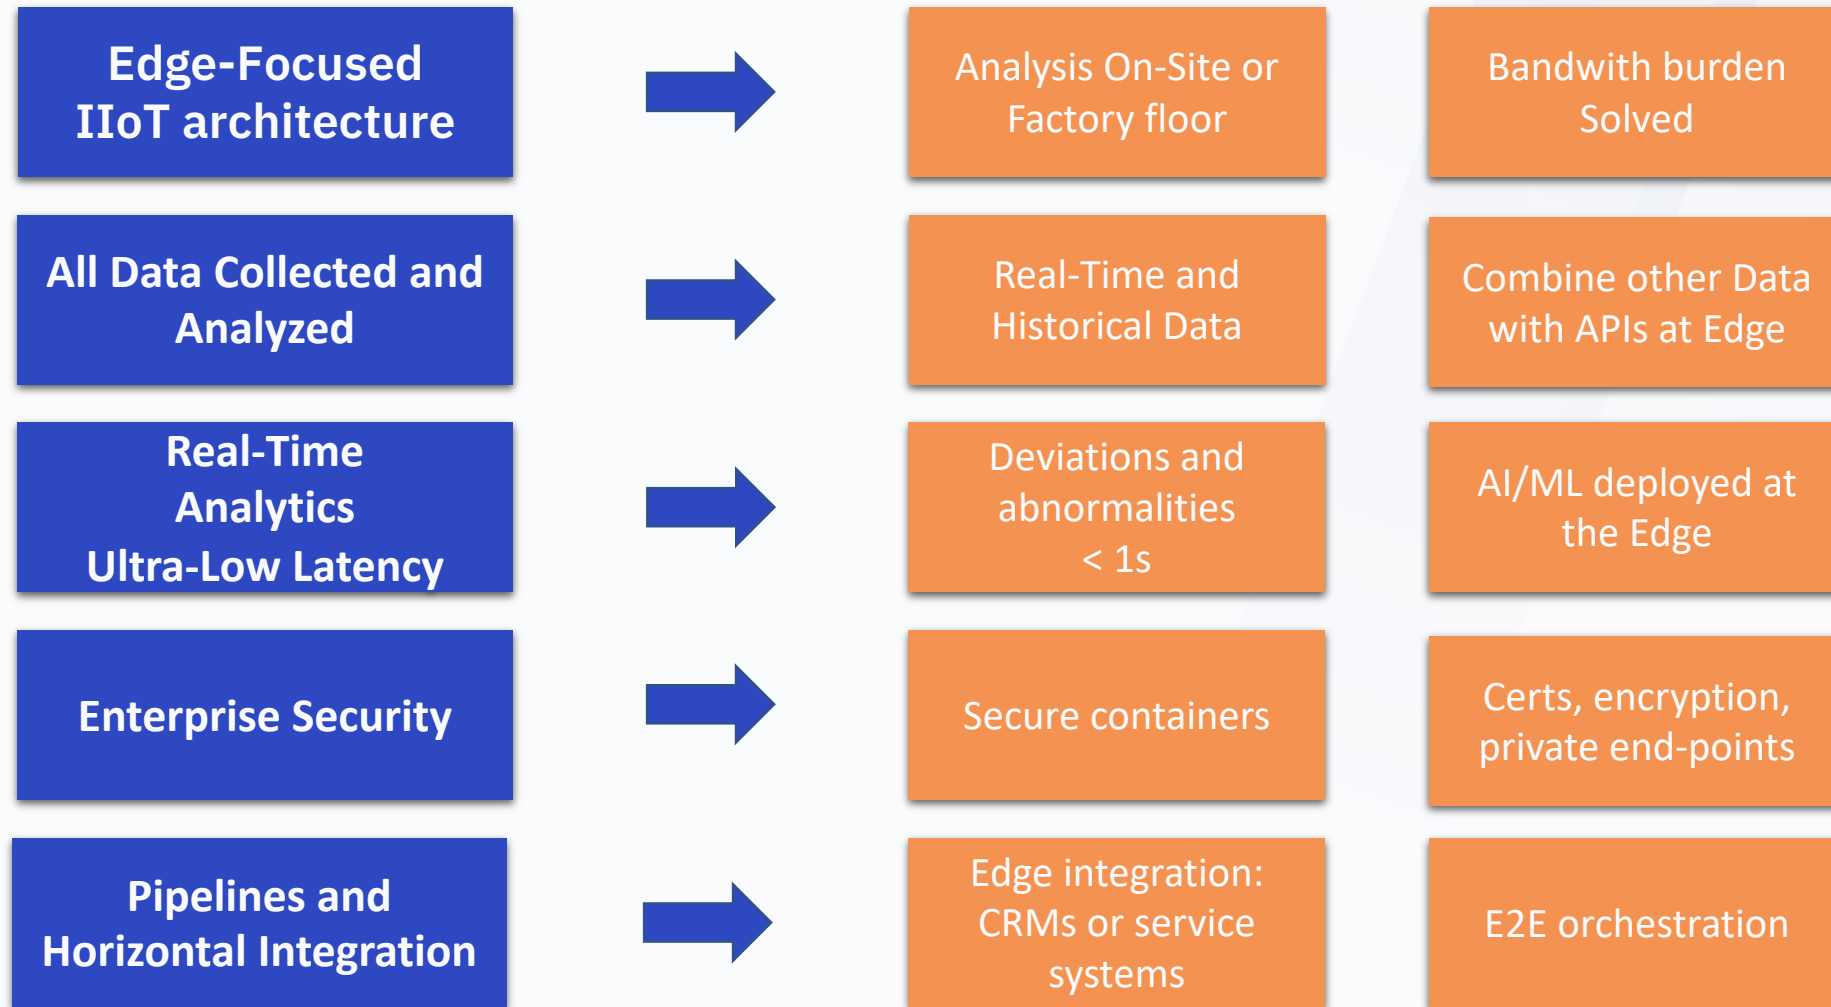 Edge-Focused
IIoT architecture
Analysis On-Site or
Factory floor
Bandwith burden
Solved
All Data Collected and
Analyzed
Real-Time and
Historical Data
Combine other Data
with APIs at Edge
Real-Time
Analytics
Ultra-Low Latency
Deviations and
abnormalities
< 1s
AI/ML deployed at
the Edge
Enterprise Security
Secure containers
Certs, encryption,
private end-points
Pipelines and
Horizontal Integration
Edge integration:
CRMs or service
systems
E2E orchestration